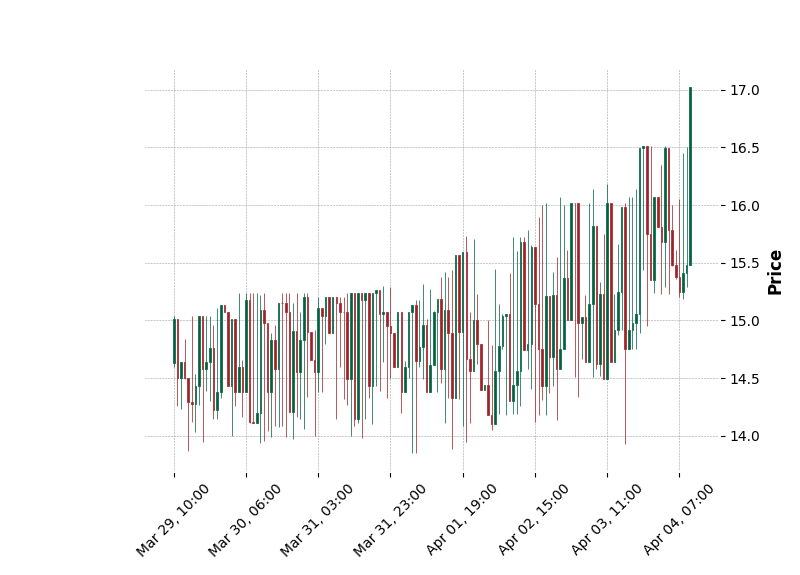 17.0
16.5
16.0
15.5
15.0
14.5
14.0
Price
Mar 29, 10:00
Mar 30, 06:00
Mar 31, 03:00
Mar 31, 23:00
Apr 01, 19:00
Apr 02, 15:00
Apr 03, 11:00
Apr 04, 07:00